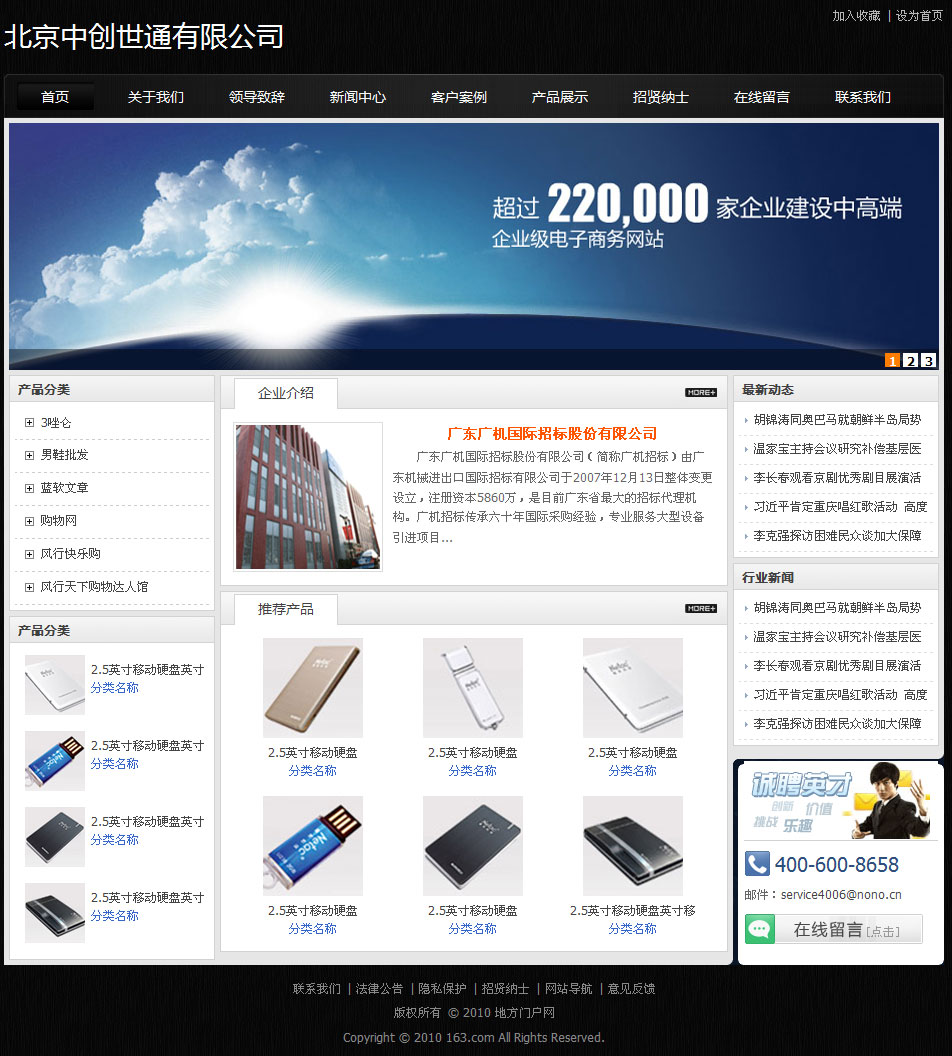 加入收藏 | 设为首页
北京中创世通有限公司
首页 关于我们 领导致辞 新闻中心 客户案例 产品展示 招贤纳士 在线留言 联系我们
超过 220,000 家企业建设中高端
企业级电子商务网站
1 2 3
产品分类
3唑仑
男鞋批发
蓝软文章
购物网
风行快乐购
风行天下购物达人馆
产品分类
2.5英寸移动硬盘英寸
分类名称
2.5英寸移动硬盘英寸
分类名称
2.5英寸移动硬盘英寸
分类名称
2.5英寸移动硬盘英寸
分类名称
企业介绍 MORE+
广东广机国际招标股份有限公司
广东广机国际招标股份有限公司（简称广机招标）由广
东机械进出口国际招标有限公司于2007年12月13日整体变更
设立，注册资本5860万，是目前广东省最大的招标代理机
构。广机招标传承六十年国际采购经验，专业服务大型设备
引进项目...
推荐产品 MORE+
2.5英寸移动硬盘 2.5英寸移动硬盘 2.5英寸移动硬盘
分类名称 分类名称 分类名称
Netac
2.5英寸移动硬盘 2.5英寸移动硬盘 2.5英寸移动硬盘英寸移
分类名称 分类名称 分类名称
最新动态
胡锦涛同奥巴马就朝鲜半岛局势
温家宝主持会议研究补偿基层医
李长春观看京剧优秀剧目展演活
习近平肯定重庆唱红歌活动 高度
李克强探访困难民众谈加大保障
行业新闻
胡锦涛同奥巴马就朝鲜半岛局势
温家宝主持会议研究补偿基层医
李长春观看京剧优秀剧目展演活
习近平肯定重庆唱红歌活动 高度
李克强探访困难民众谈加大保障
诚聘英才
创新 价值
挑战 乐趣
400-600-8658
邮件：service4006@nono.cn
在线留言 [点击]
联系我们 | 法律公告 | 隐私保护 | 招贤纳士 | 网站导航 | 意见反馈
版权所有 © 2010 地方门户网
Copyright © 2010 163.com All Rights Reserved.